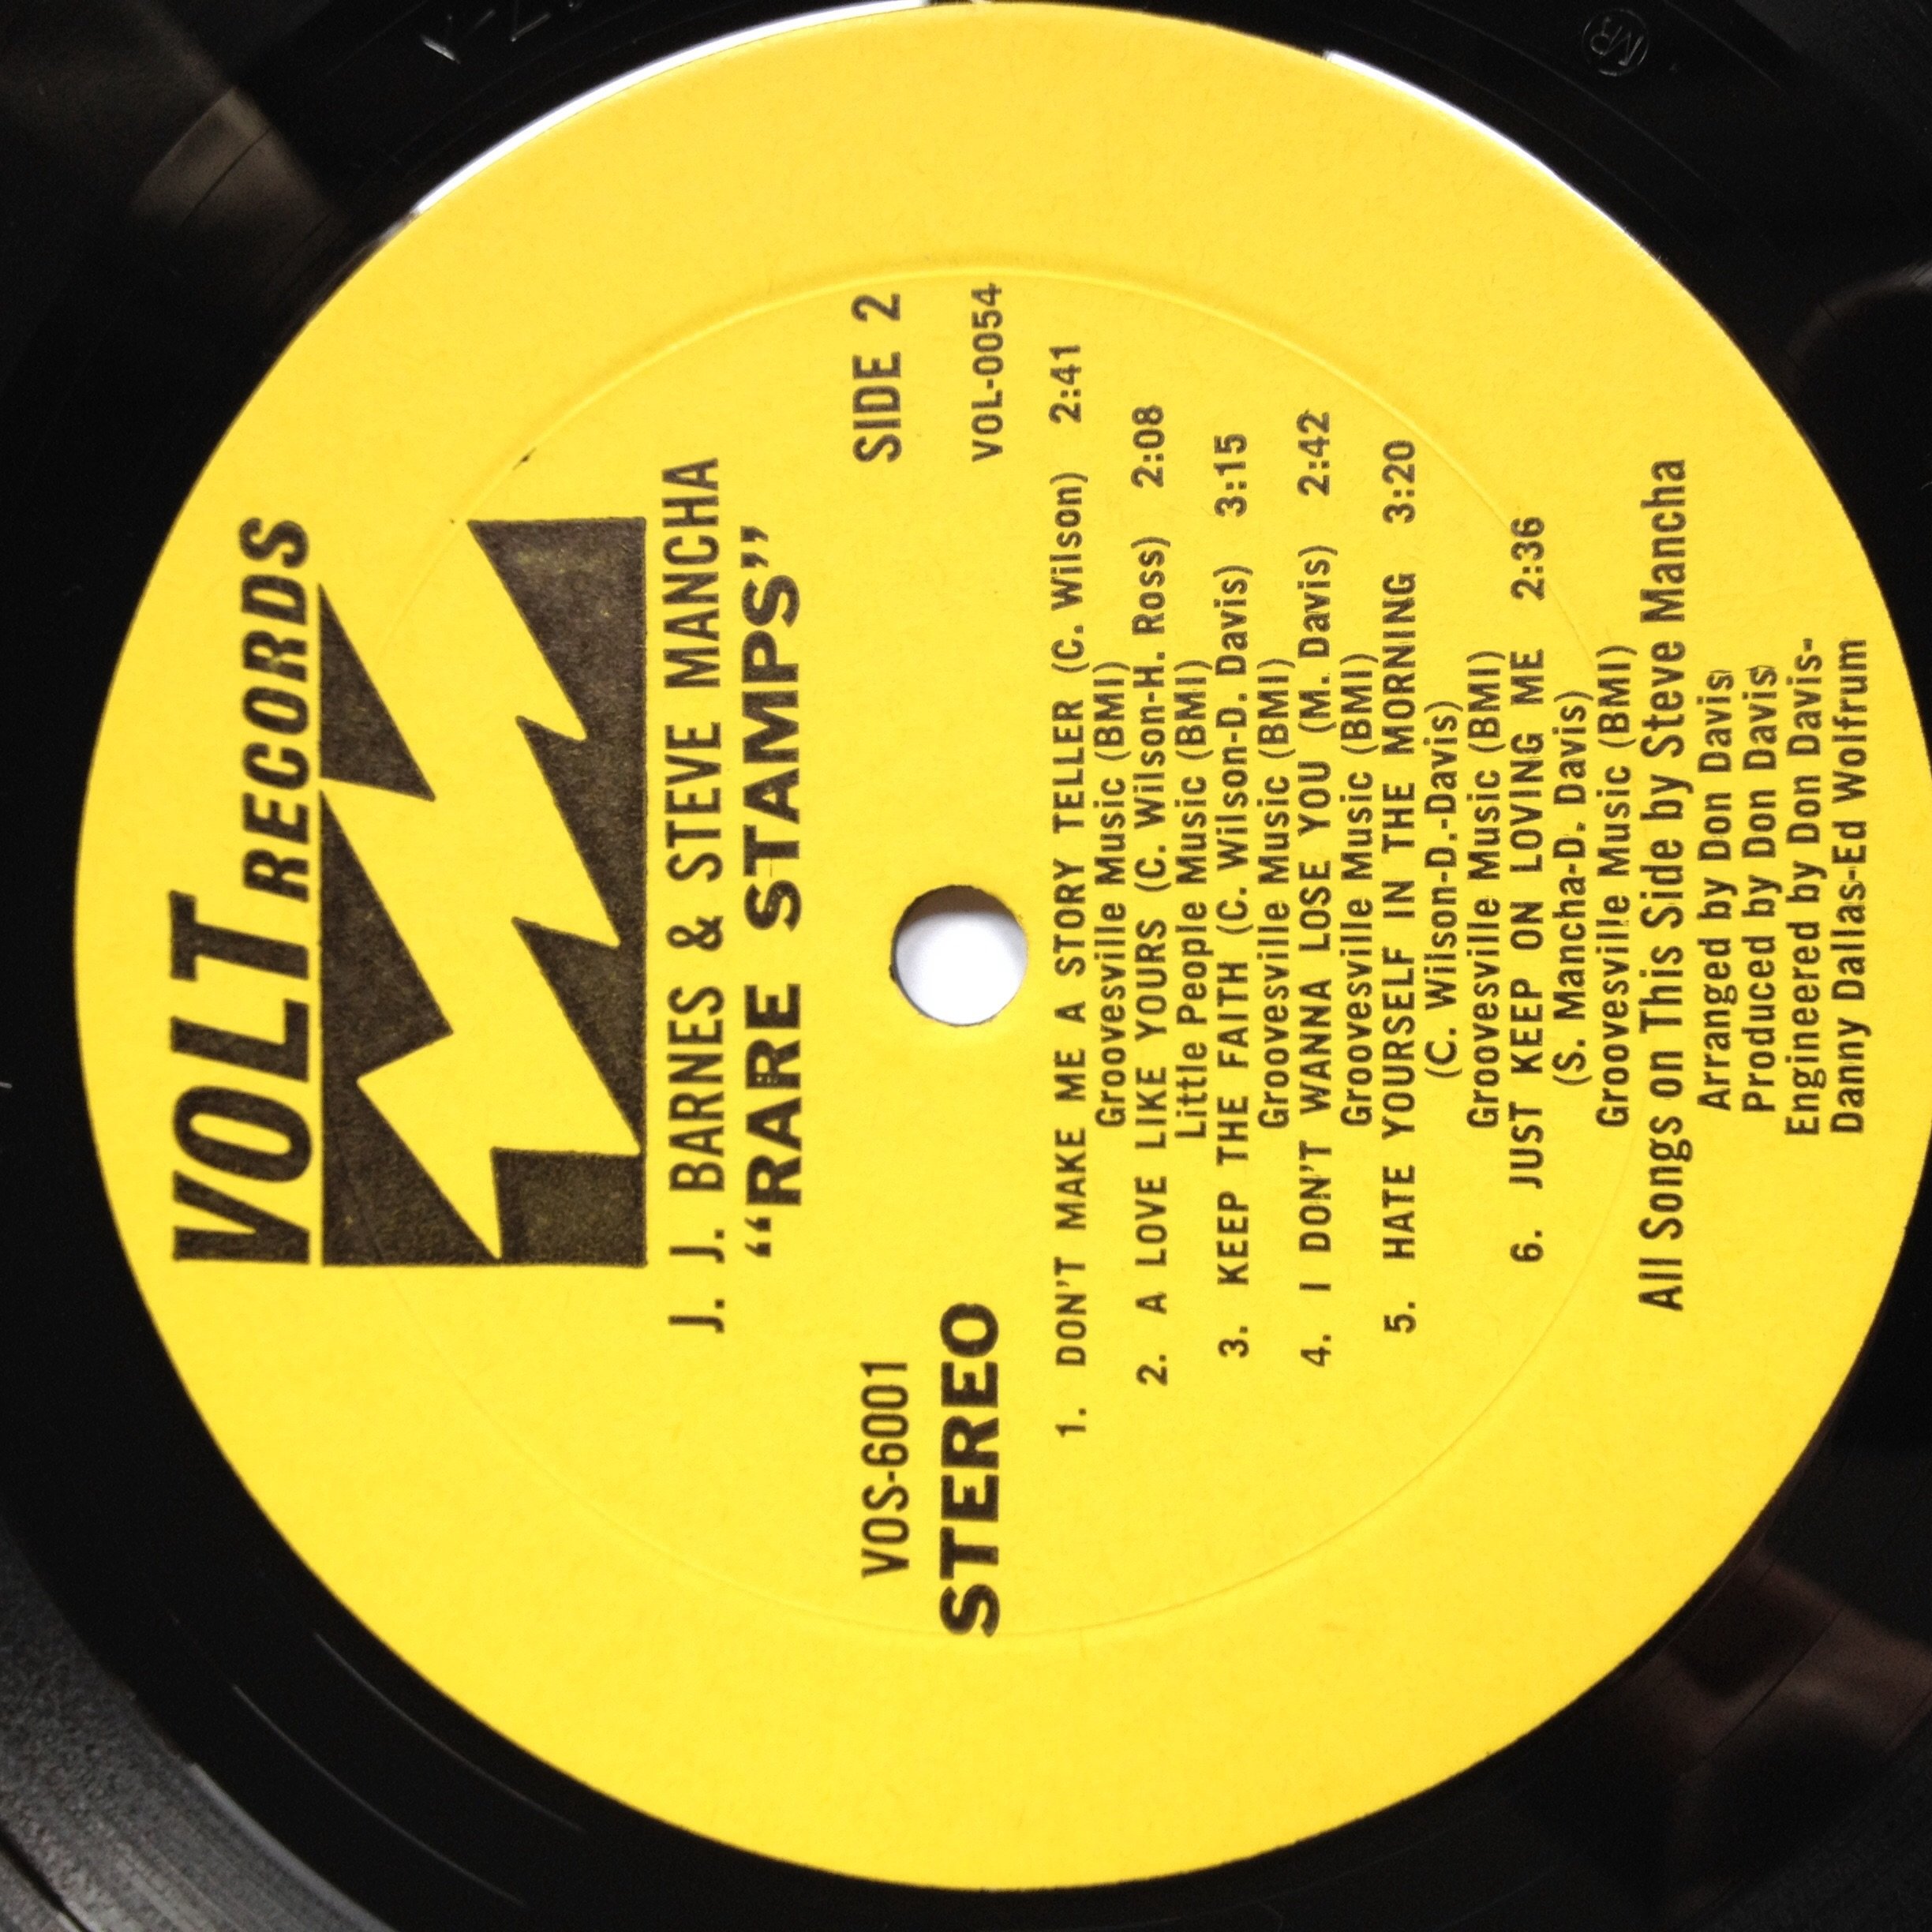 VOLT RECORDS
J. J. BARNES & STEVE MANCHA
“RARE STAMPS”
VOS-6001
SIDE 2
STEREO
VOL-0054
1. DON'T MAKE ME A STORY TELLER (C. Wilson) 2:41
Groovesville Music (BMI)
2. A LOVE LIKE YOURS (C. Wilson-H. Ross) 2:08
Little People Music (BMI)
3. KEEP THE FAITH (C. Wilson-D. Davis) 3:15
Groovesville Music (BMI)
4. I DON'T WANNA LOSE YOU (M. Davis) 2:42
Groovesville Music (BMI)
5. HATE YOURSELF IN THE MORNING 3:20
(C. Wilson-D.-Davis)
Groovesville Music (BMI)
6. JUST KEEP ON LOVING ME 2:36
(S. Mancha-D. Davis)
Groovesville Music (BMI)
All Songs on This Side by Steve Mancha
Arranged by Don Davis
Produced by Don Davis
Engineered by Don Davis-
Danny Dallas-Ed Wolfrum
MR